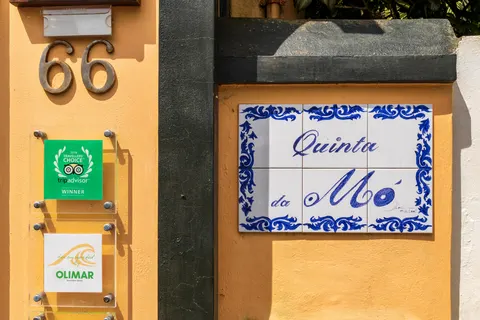 66
TRAVELLERS'
CHOICE
tripadvisor
WINNER
OLIMAR
Quinta
da Mó